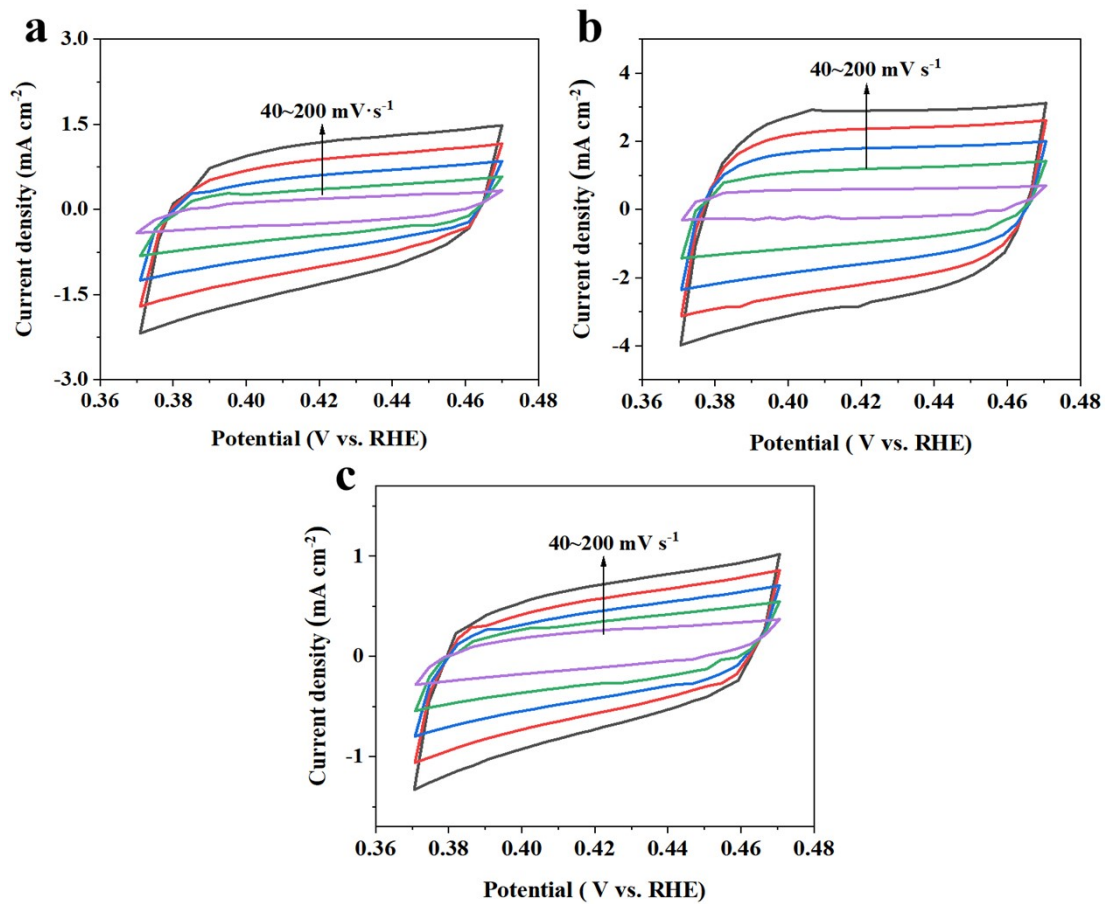 a
3.0
1.5
0.0
-1.5
-3.0
Current density (mA cm⁻²)
40~200 mV·s⁻¹
0.36 0.38 0.40 0.42 0.44 0.46 0.48
Potential (V vs. RHE)
b
4
2
0
-2
-4
Current density (mA cm⁻²)
40~200 mV s⁻¹
0.36 0.38 0.40 0.42 0.44 0.46 0.48
Potential ( V vs. RHE)
c
1
0
-1
Current density (mA cm⁻²)
40~200 mV s⁻¹
0.36 0.38 0.40 0.42 0.44 0.46 0.48
Potential ( V vs. RHE)